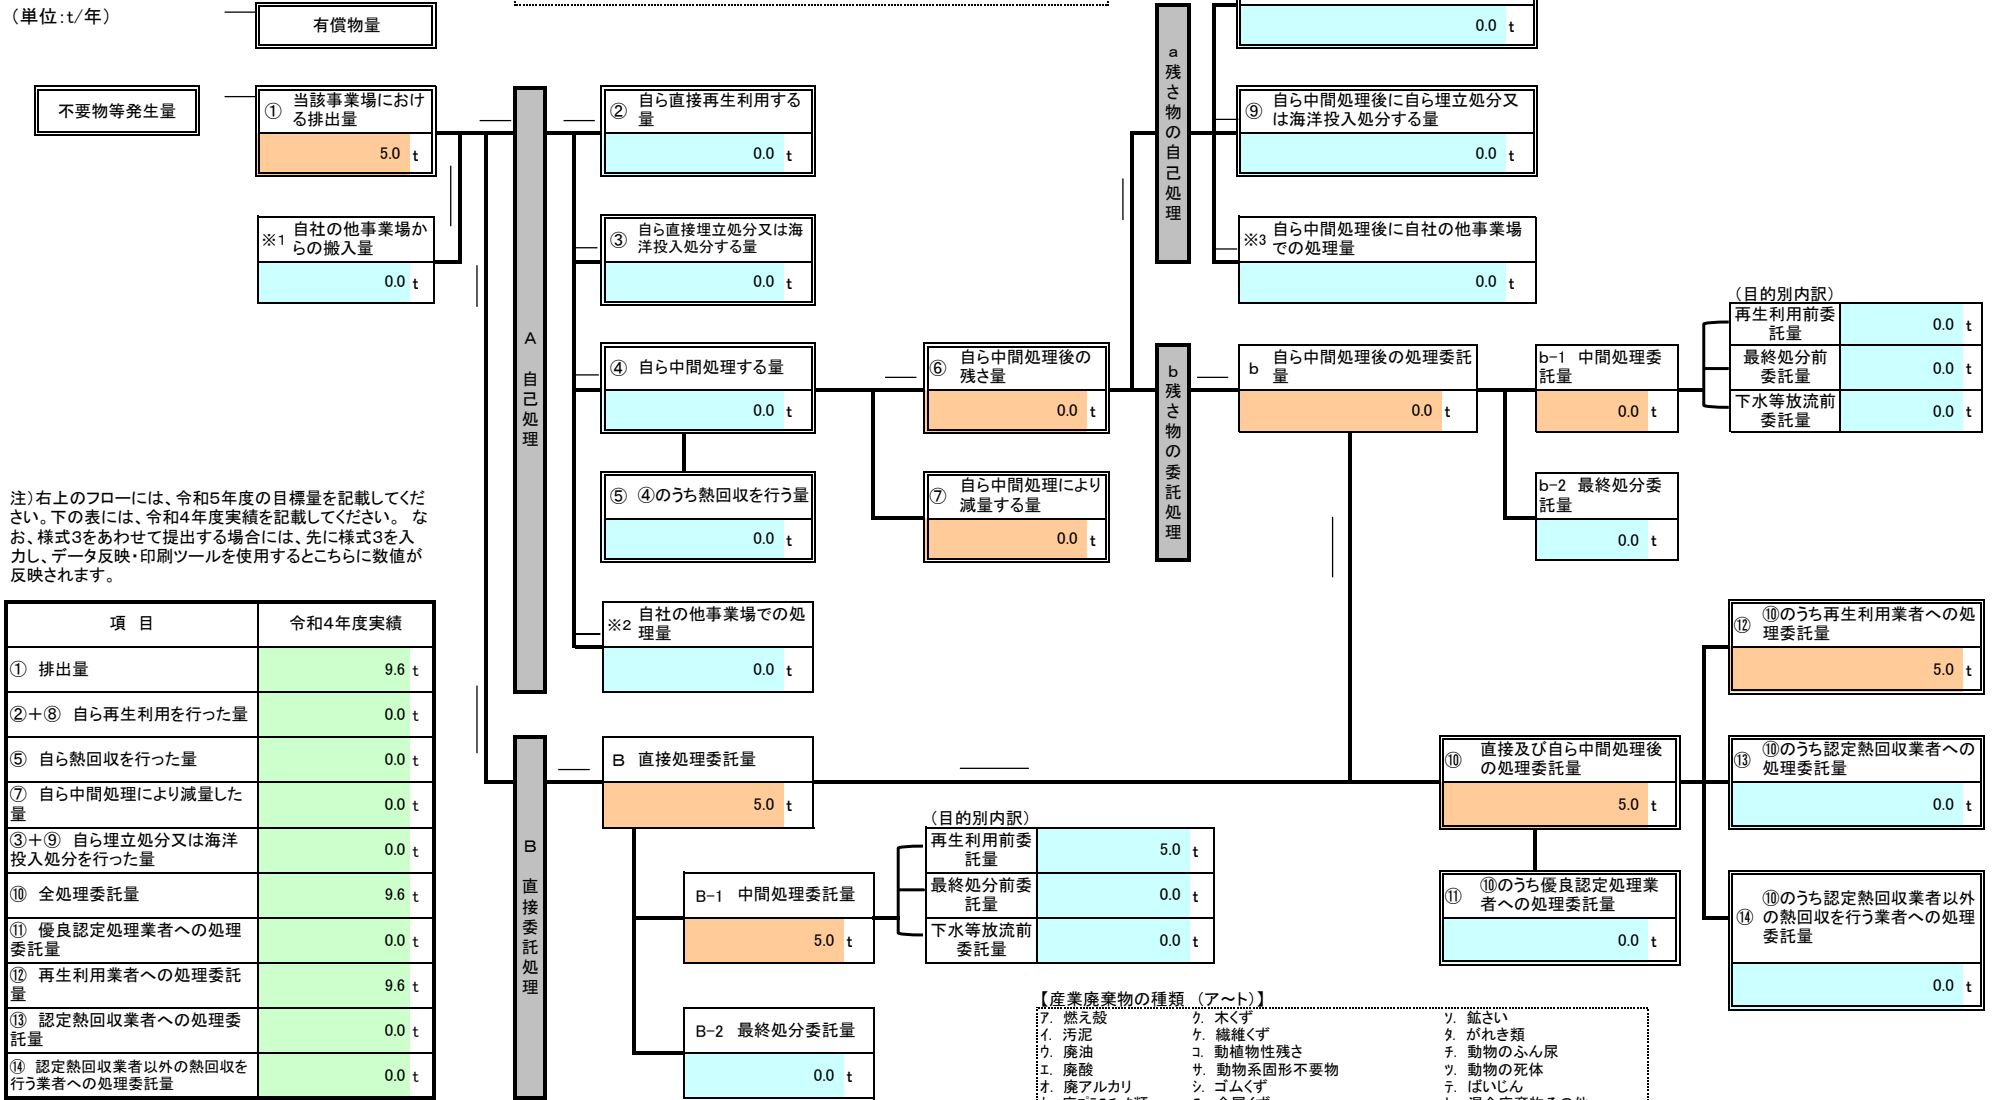 （単位：t/年）
有償物量
不要物等発生量
①
当該事業場におけ
る排出量
5.0 t
※1
自社の他事業場か
らの搬入量
0.0 t
A 自己処理
②
自ら直接再生利用する
量
0.0 t
③
自ら直接埋立処分又は海
洋投入処分する量
0.0 t
④ 自ら中間処理する量
0.0 t
⑤ ④のうち熱回収を行う量
0.0 t
※2
自社の他事業場での処
理量
0.0 t
⑥
自ら中間処理後の
残さ量
0.0 t
⑦
自ら中間処理により
減量する量
0.0 t
a 残さ物の自己処理
0.0 t
⑨
自ら中間処理後に自ら埋立処分又
は海洋投入処分する量
0.0 t
※3
自ら中間処理後に自社の他事業場
での処理量
0.0 t
b 残さ物の委託処理
b
自ら中間処理後の処理委託
量
0.0 t
b-1 中間処理委
託量
0.0 t
（目的別内訳）
再生利用前委
託量
0.0 t
最終処分前
委託量
0.0 t
下水等放流前
委託量
0.0 t
b-2 最終処分委
託量
0.0 t
注）右上のフローには、令和5年度の目標量を記載してくだ
さい。下の表には、令和4年度実績を記載してください。 な
お、様式3をあわせて提出する場合には、先に様式3を入
力し、データ反映・印刷ツールを使用するとこちらに数値が
反映されます。
項 目 令和4年度実績
① 排出量 9.6 t
②＋⑧ 自ら再生利用を行った量 0.0 t
⑤ 自ら熱回収を行った量 0.0 t
⑦ 自ら中間処理により減量した
量
0.0 t
③＋⑨ 自ら埋立処分又は海洋
投入処分を行った量
0.0 t
⑩ 全処理委託量 9.6 t
⑪ 優良認定処理業者への処理
委託量
0.0 t
⑫ 再生利用業者への処理委託
量
9.6 t
⑬ 認定熱回収業者への処理委
託量
0.0 t
⑭ 認定熱回収業者以外の熱回収を
行う業者への処理委託量
0.0 t
B 直接委託処理
B 直接処理委託量
5.0 t
B-1 中間処理委託量
5.0 t
（目的別内訳）
再生利用前委
託量
5.0 t
最終処分前委
託量
0.0 t
下水等放流前
委託量
0.0 t
B-2 最終処分委託量
0.0 t
⑩
直接及び自ら中間処理後
の処理委託量
5.0 t
⑪
⑩のうち優良認定処理業
者への処理委託量
0.0 t
⑫
⑩のうち再生利用業者への処
理委託量
5.0 t
⑬
⑩のうち認定熱回収業者への
処理委託量
0.0 t
⑭
⑩のうち認定熱回収業者以外
の熱回収を行う業者への処理
委託量
0.0 t
【産業廃棄物の種類 （ア～ト）】
ア. 燃え殻 ク. 木くず ソ. 鉱さい
イ. 汚泥 ケ. 繊維くず タ. がれき類
ウ. 廃油 コ. 動植物性残さ チ. 動物のふん尿
エ. 廃酸 サ. 動物系固形不要物 ツ. 動物の死体
オ. 廃アルカリ シ. ゴムくず テ. ばいじん